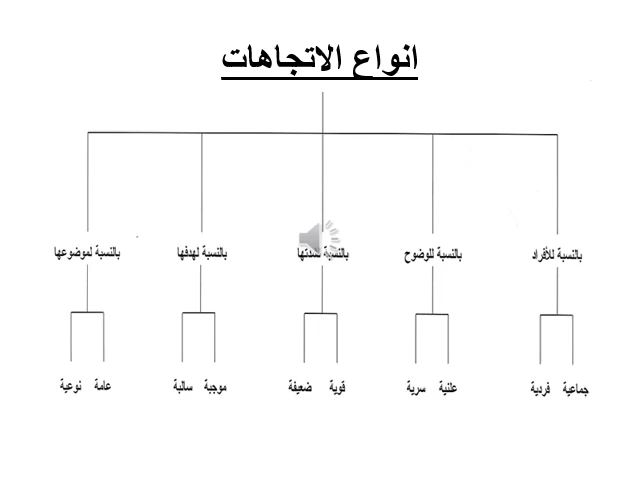 انواع الاتجاهات
بالنسبة للأفراد بالنسبة للوضوح بالنسبة لشدتها بالنسبة لهدفها بالنسبة لموضوعها
جماعية فردية علنية سرية قوية ضعيفة موجبة سالبة عامة نوعية